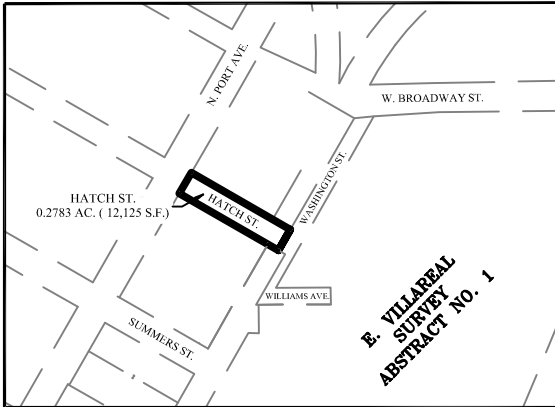 N. PORT AVE.
W. BROADWAY ST.
WASHINGTON ST.
HATCH ST.
0.2783 AC. ( 12,125 S.F.)
HATCH ST.
WILLIAMS AVE.
E. VILLAREAL
SURVEY
ABSTRACT NO. 1
SUMMERS ST.